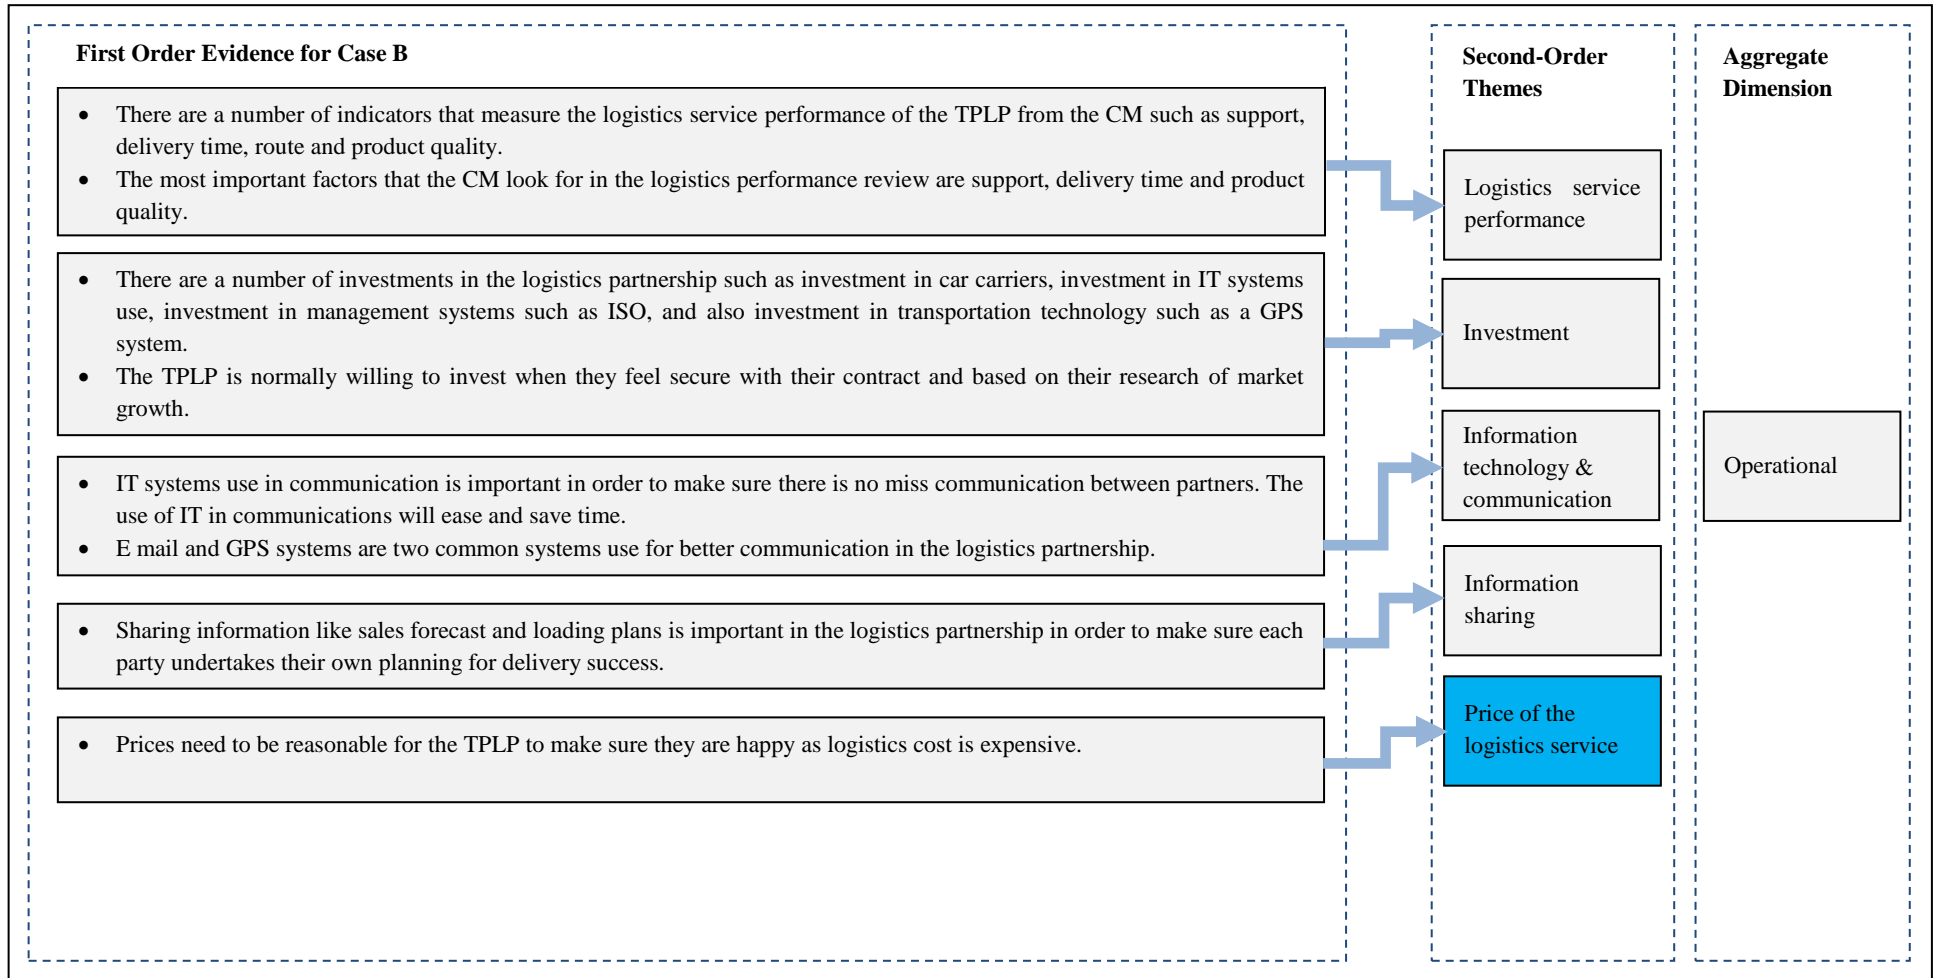 First Order Evidence for Case B
• There are a number of indicators that measure the logistics service performance of the TPLP from the CM such as support,
delivery time, route and product quality.
• The most important factors that the CM look for in the logistics performance review are support, delivery time and product
quality.
• There are a number of investments in the logistics partnership such as investment in car carriers, investment in IT systems
use, investment in management systems such as ISO, and also investment in transportation technology such as a GPS
system.
• The TPLP is normally willing to invest when they feel secure with their contract and based on their research of market
growth.
• IT systems use in communication is important in order to make sure there is no miss communication between partners. The
use of IT in communications will ease and save time.
• E mail and GPS systems are two common systems use for better communication in the logistics partnership.
• Sharing information like sales forecast and loading plans is important in the logistics partnership in order to make sure each
party undertakes their own planning for delivery success.
• Prices need to be reasonable for the TPLP to make sure they are happy as logistics cost is expensive.
Second-Order
Themes
Logistics service
performance
Investment
Information
technology &
communication
Information
sharing
Price of the
logistics service
Aggregate
Dimension
Operational